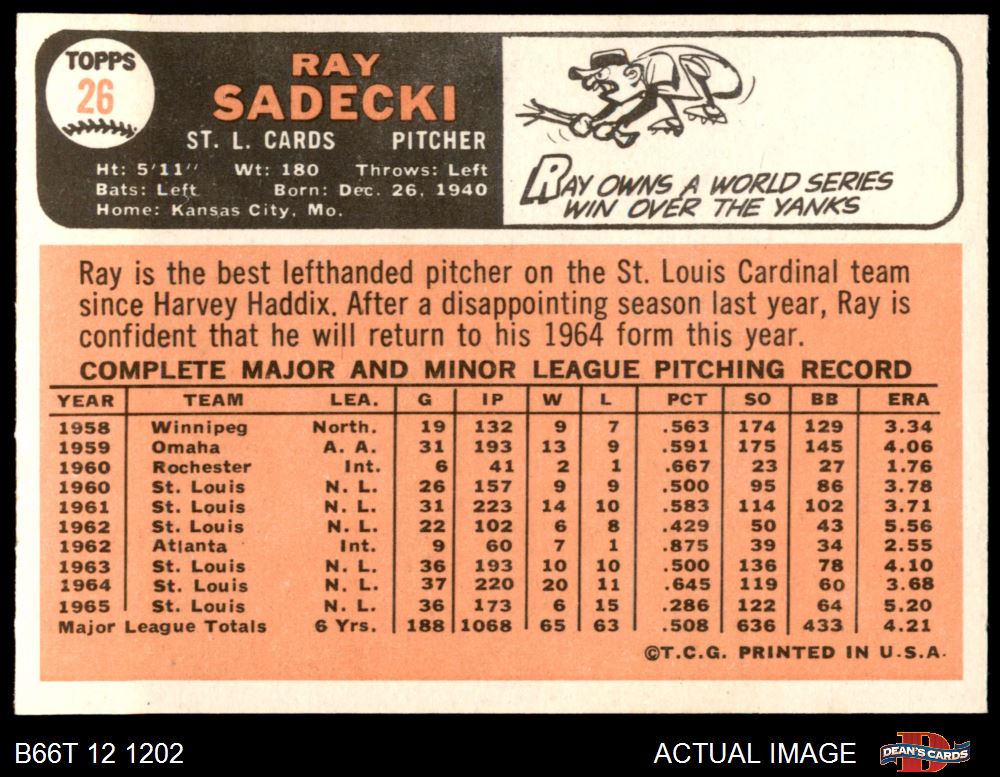 TOPPS
26
RAY
SADECKI
ST. L. CARDS PITCHER
Ht: 5'11" Wt: 180 Throws: Left
Bats: Left Born: Dec. 26, 1940
Home: Kansas City, Mo.
RAY OWNS A WORLD SERIES
WIN OVER THE YANKS
Ray is the best lefthanded pitcher on the St. Louis Cardinal team
since Harvey Haddix. After a disappointing season last year, Ray is
confident that he will return to his 1964 form this year.
COMPLETE MAJOR AND MINOR LEAGUE PITCHING RECORD
YEAR TEAM LEA. G IP W L PCT SO BB ERA
1958 Winnipeg North. 19 132 9 7 .563 174 129 3.34
1959 Omaha A. A. 31 193 13 9 .591 175 145 4.06
1960 Rochester Int. 6 41 2 1 .667 23 27 1.76
1960 St. Louis N. L. 26 157 9 9 .500 95 86 3.78
1961 St. Louis N. L. 31 223 14 10 .583 114 102 3.71
1962 St. Louis N. L. 22 102 6 8 .429 50 43 5.56
1962 Atlanta Int. 9 60 7 1 .875 39 34 2.55
1963 St. Louis N. L. 36 193 10 10 .500 136 78 4.10
1964 St. Louis N. L. 37 220 20 11 .645 119 60 3.68
1965 St. Louis N. L. 36 173 6 15 .286 122 64 5.20
Major League Totals 6 Yrs. 188 1068 65 63 .508 636 433 4.21
©T.C.G. PRINTED IN U.S.A.
B66T 12 1202 ACTUAL IMAGE DEAN'S CARDS